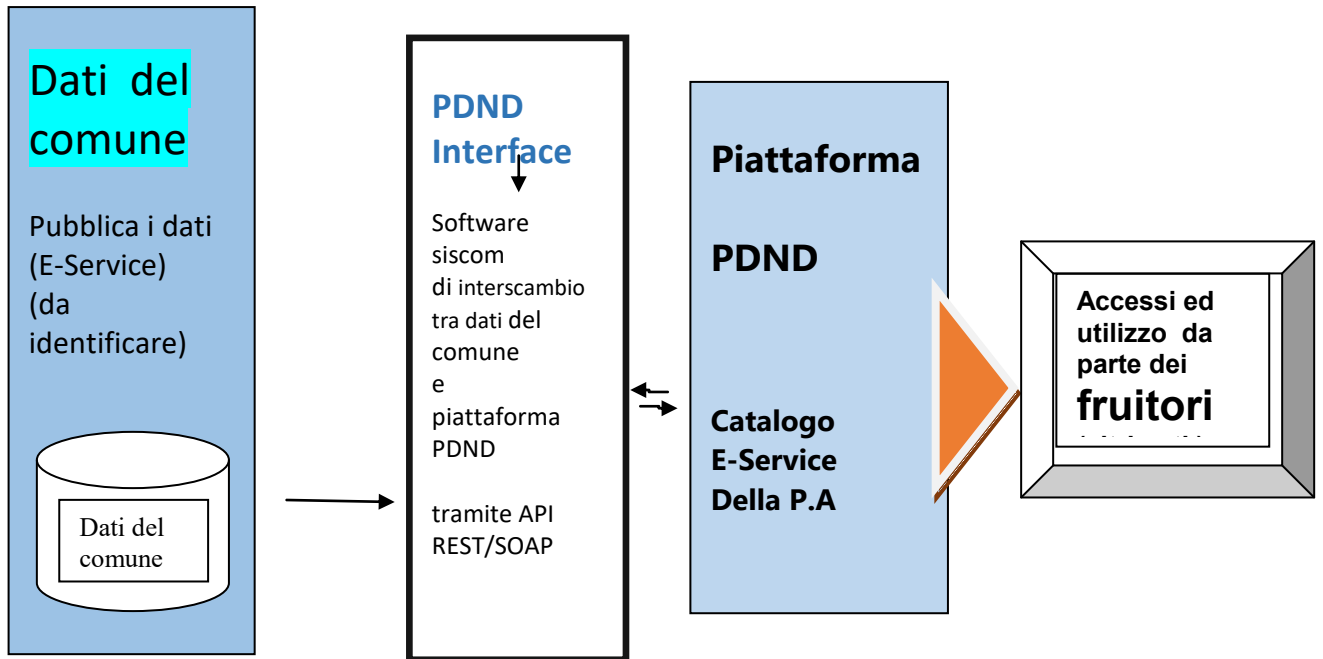 Dati del
comune
Pubblica i dati
(E-Service)
(da
identificare)
Dati del
comune
PDND
Interface
Software
siscom
di interscambio
tra dati del
comune
e
piattaforma
PDND
tramite API
REST/SOAP
Piattaforma
PDND
Catalogo
E-Service
Della P.A
Accessi ed
utilizzo da
parte dei
fruitori